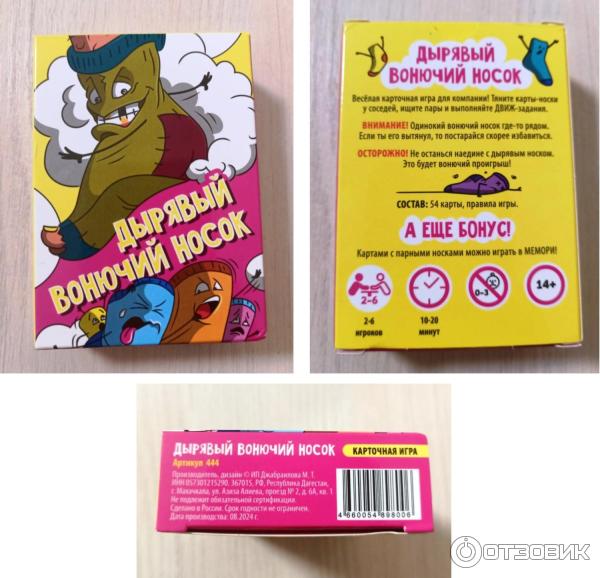 ДЫРЯВЫЙ
ВОНЮЧИЙ НОСОК
ДЫРЯВЫЙ
ВОНЮЧИЙ НОСОК
Весёлая карточная игра для компании! Тяните карты-носки
у соседей, ищите пары и выполняйте ДВИЖ-задания.
ВНИМАНИЕ! Одинокий вонючий носок где-то рядом.
Если ты его вытянул, то постарайся скорее избавиться.
ОСТОРОЖНО! Не останься наедине с дырявым носком.
Это будет вонючий проигрыш!
СОСТАВ: 54 карты, правила игры.
А ЕЩЕ БОНУС!
Картами с парными носками можно играть в МЕМОРИ!
2-6
0-3
14+
2-6
игроков
10-20
минут
ДЫРЯВЫЙ ВОНЮЧИЙ НОСОК
КАРТОЧНАЯ ИГРА
Артикул 444
Производитель, дизайн © ИП Джабраилова М. Т.
ИНН 057301215290. 367015, РФ, Республика Дагестан,
г. Махачкала, ул. Азиза Алиева, проезд № 2, д. 6А, кв. 1
Не подлежит обязательной сертификации.
Сделано в России. Срок годности не ограничен.
Дата производства: 08.2024 г.
4 660054 898006
ОТЗОВИК